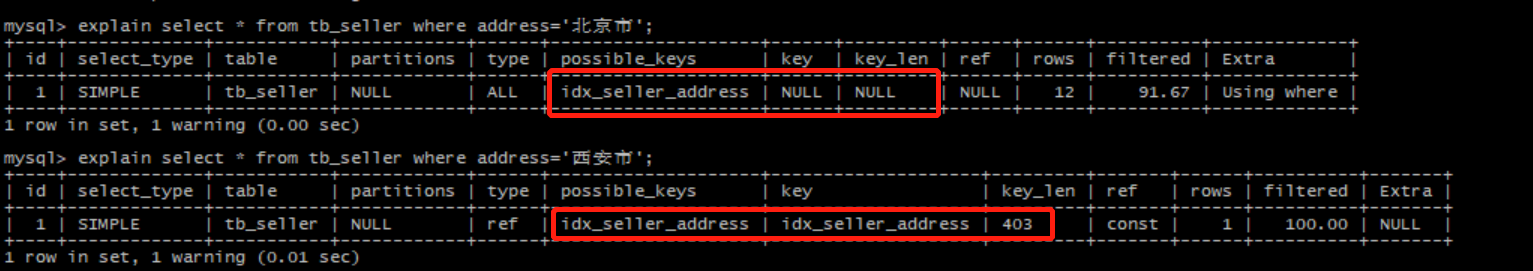 mysql> explain select * from tb_seller where address='北京市';
+----+-------------+-----------+------------+------+--------------------+------+---------+------+------+----------+-------------+
| id | select_type | table | partitions | type | possible_keys | key | key_len | ref | rows | filtered | Extra |
+----+-------------+-----------+------------+------+--------------------+------+---------+------+------+----------+-------------+
| 1 | SIMPLE | tb_seller | NULL | ALL | idx_seller_address | NULL | NULL | NULL | 12 | 91.67 | Using where |
+----+-------------+-----------+------------+------+--------------------+------+---------+------+------+----------+-------------+
1 row in set, 1 warning (0.00 sec)
mysql> explain select * from tb_seller where address='西安市';
+----+-------------+-----------+------------+------+--------------------+--------------------+---------+-------+------+----------+-------+
| id | select_type | table | partitions | type | possible_keys | key | key_len | ref | rows | filtered | Extra |
+----+-------------+-----------+------------+------+--------------------+--------------------+---------+-------+------+----------+-------+
| 1 | SIMPLE | tb_seller | NULL | ref | idx_seller_address | idx_seller_address | 403 | const | 1 | 100.00 | NULL |
+----+-------------+-----------+------------+------+--------------------+--------------------+---------+-------+------+----------+-------+
1 row in set, 1 warning (0.01 sec)